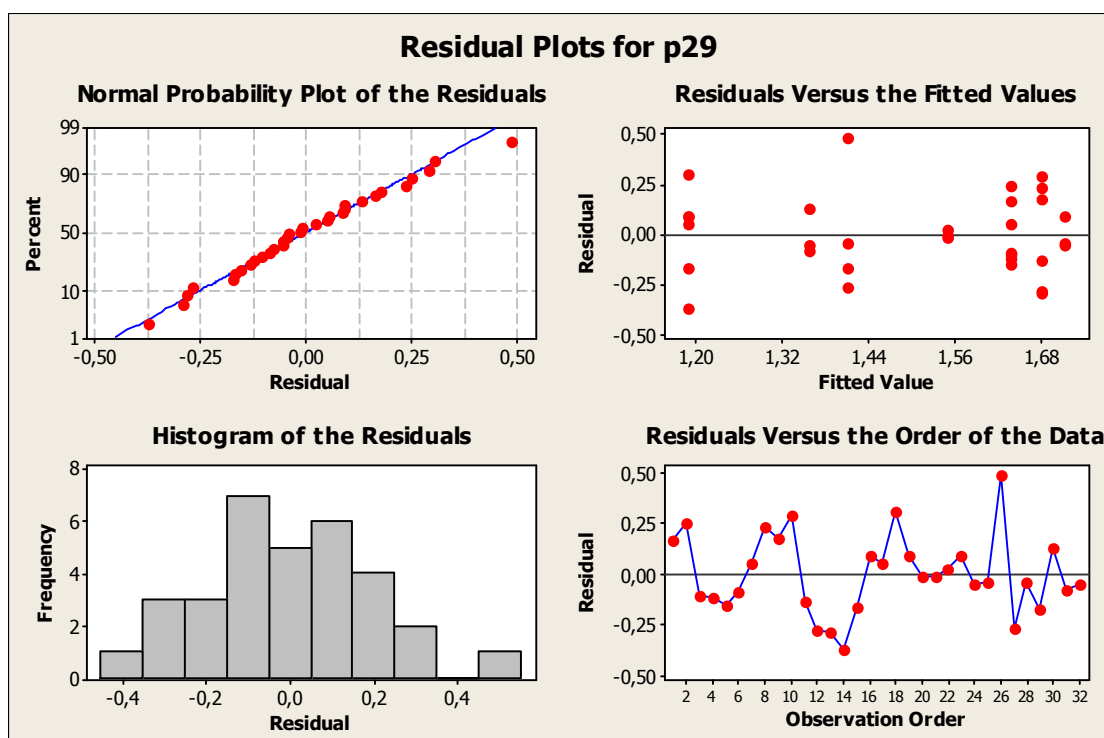 Residual Plots for p29
Normal Probability Plot of the Residuals
99
90
50
10
1
Percent
-0,50 -0,25 0,00 0,25 0,50
Residual
Residuals Versus the Fitted Values
0,50
0,25
0,00
-0,25
-0,50
Residual
1,20 1,32 1,44 1,56 1,68
Fitted Value
Histogram of the Residuals
8
6
4
2
0
Frequency
-0,4 -0,2 0,0 0,2 0,4
Residual
Residuals Versus the Order of the Data
0,50
0,25
0,00
-0,25
-0,50
Residual
2 4 6 8 10 12 14 16 18 20 22 24 26 28 30 32
Observation Order